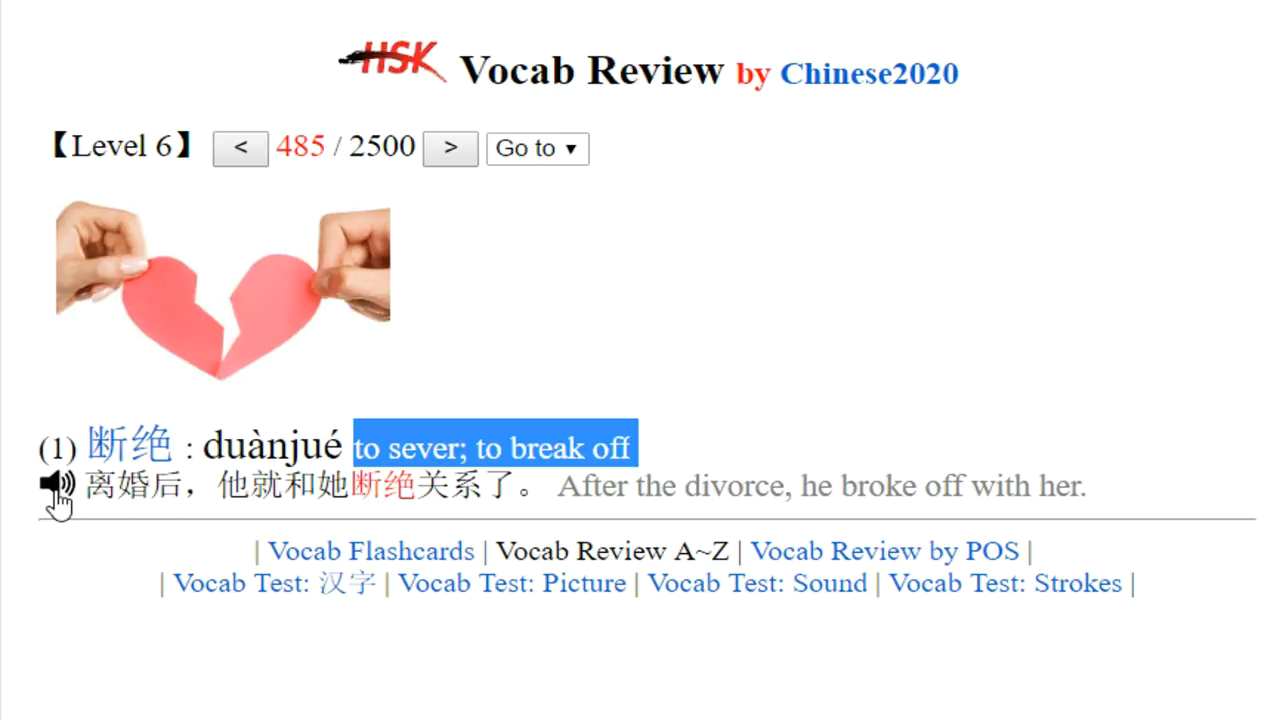 HSK Vocab Review by Chinese2020
【Level 6】 < 485 / 2500 > Go to ▼
(1) 断绝 : duànjué to sever; to break off
离婚后，他就和她断绝关系了。 After the divorce, he broke off with her.
| Vocab Flashcards | Vocab Review A~Z | Vocab Review by POS |
| Vocab Test: 汉字 | Vocab Test: Picture | Vocab Test: Sound | Vocab Test: Strokes |